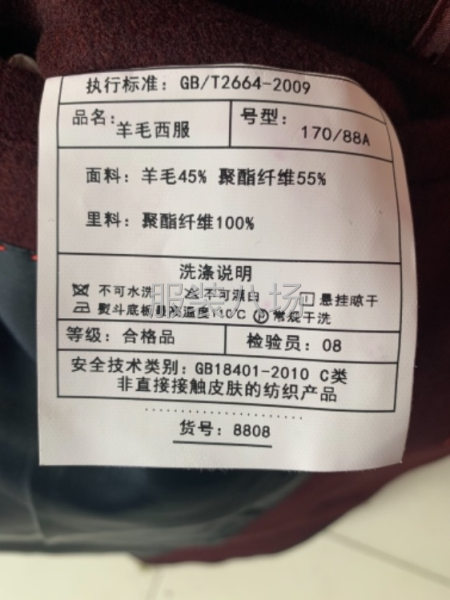 执行标准: GB/T2664-2009
品名: 羊毛西服
号型: 170/88A
面料: 羊毛45% 聚酯纤维55%
里料: 聚酯纤维100%
洗涤说明
不可水洗 不可漂白 悬挂晾干
熨斗底板最高温度110℃ 常规干洗
服装八场
等级: 合格品 检验员: 08
安全技术类别: GB18401-2010 C类
非直接接触皮肤的纺织产品
货号: 8808